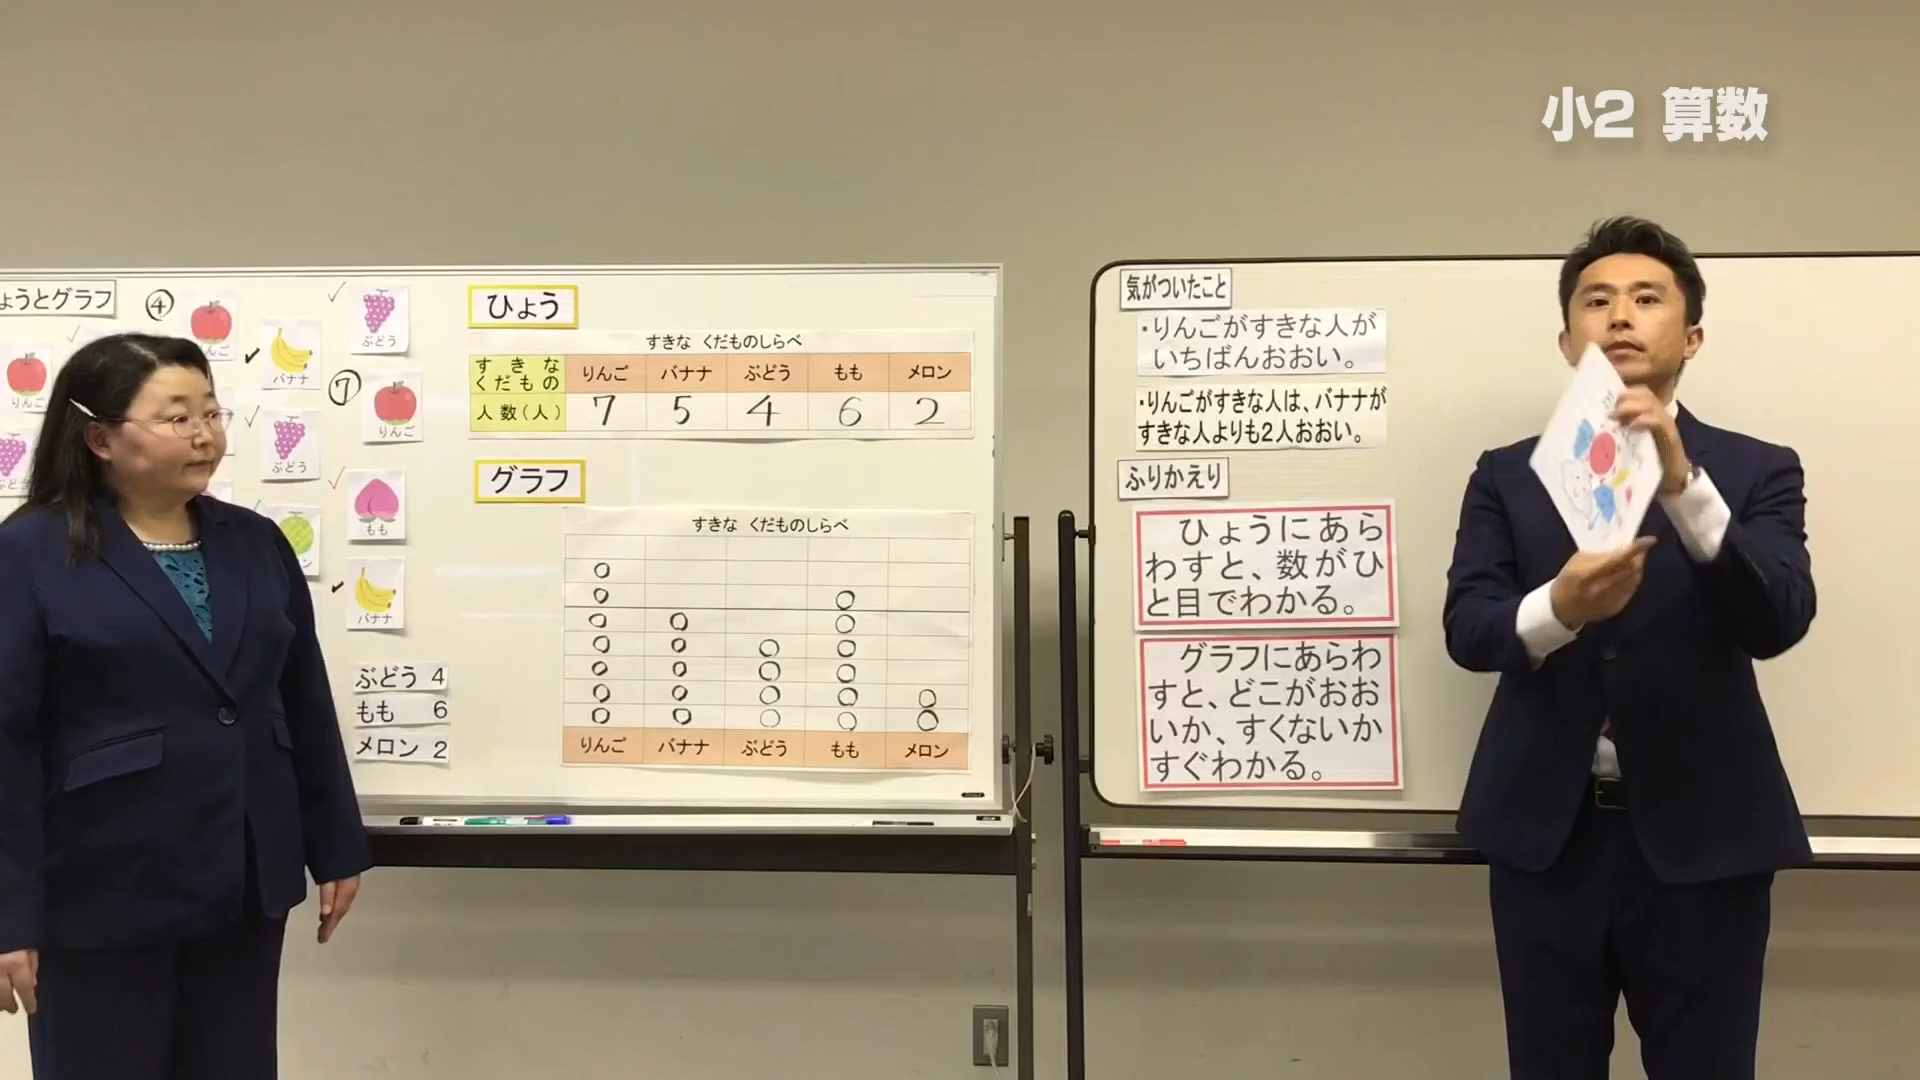 小2 算数
ょうとグラフ
④
りんご
バナナ
ぶどう
⑦
りんご
りんご
ぶどう
もも
バナナ
ぶどう 4
もも 6
メロン 2
ひょう
すきな くだものしらべ
すきな くだもの りんご バナナ ぶどう もも メロン
人数(人) 7 5 4 6 2
グラフ
すきな くだものしらべ
りんご バナナ ぶどう もも メロン
気がついたこと
・りんごがすきな人が
いちばんおおい。
・りんごがすきな人は、バナナが
すきな人よりも2人おおい。
ふりかえり
ひょうにあら
わすと、数がひ
と目でわかる。
グラフにあらわ
すと、どこがおお
いか、すくないか
すぐわかる。